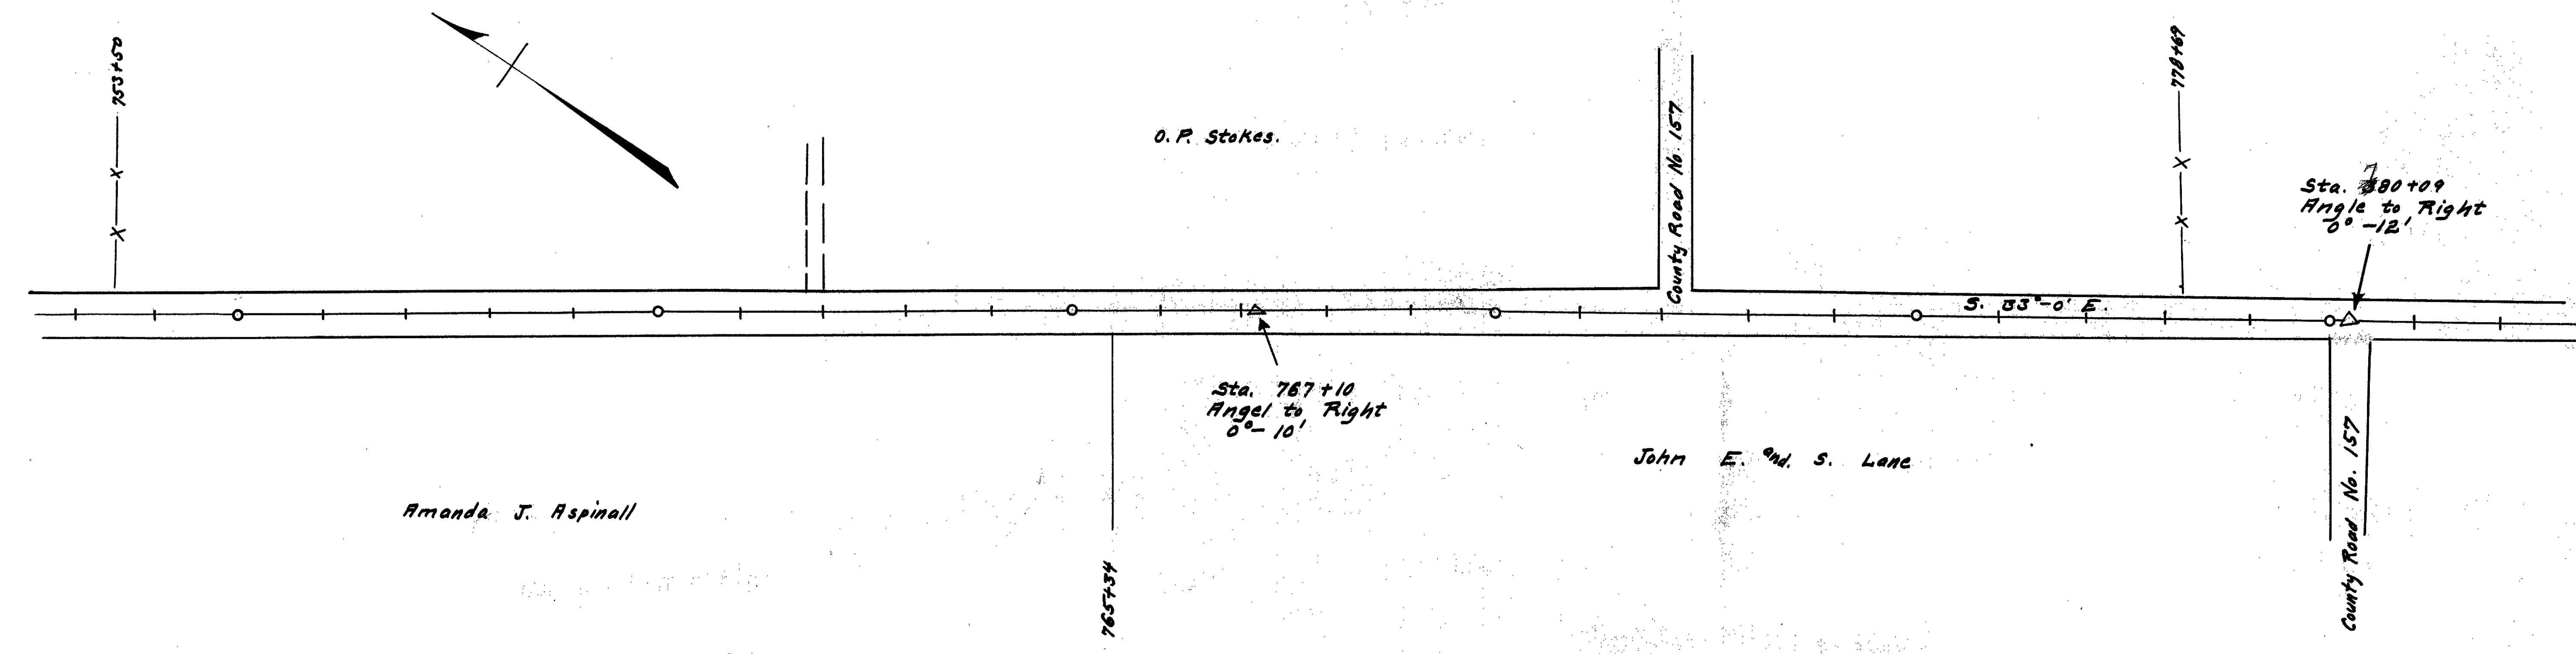 753+50
O. P. Stokes.
County Road No. 157
778+69
Sta. 780+09
Angle to Right
0°-12'
S. 33°-0' E.
Sta. 767+10
Angel to Right
0°-10'
John E. and. S. Lane
Amanda J. Aspinall
765+34
County Road No. 157